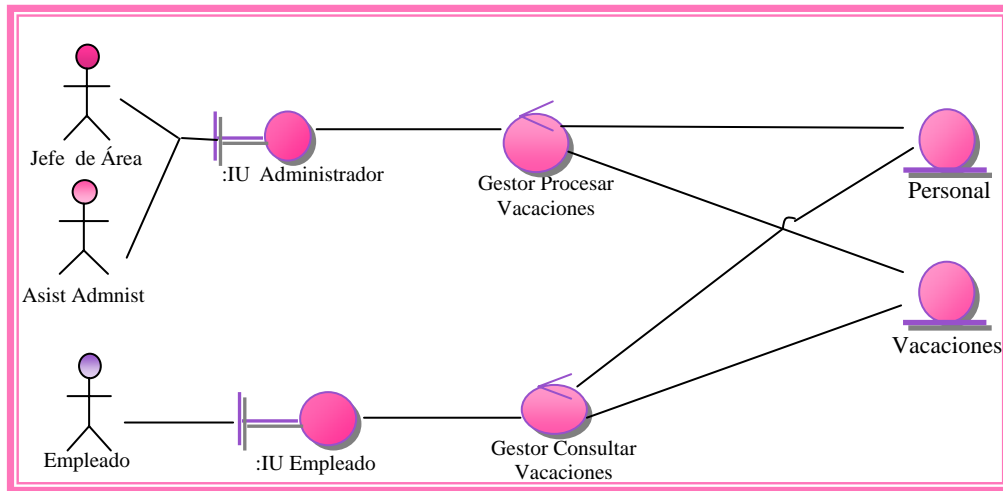 Jefe de Área
:IU Administrador
Gestor Procesar
Vacaciones
Personal
Asist Admnist
Vacaciones
Empleado
:IU Empleado
Gestor Consultar
Vacaciones